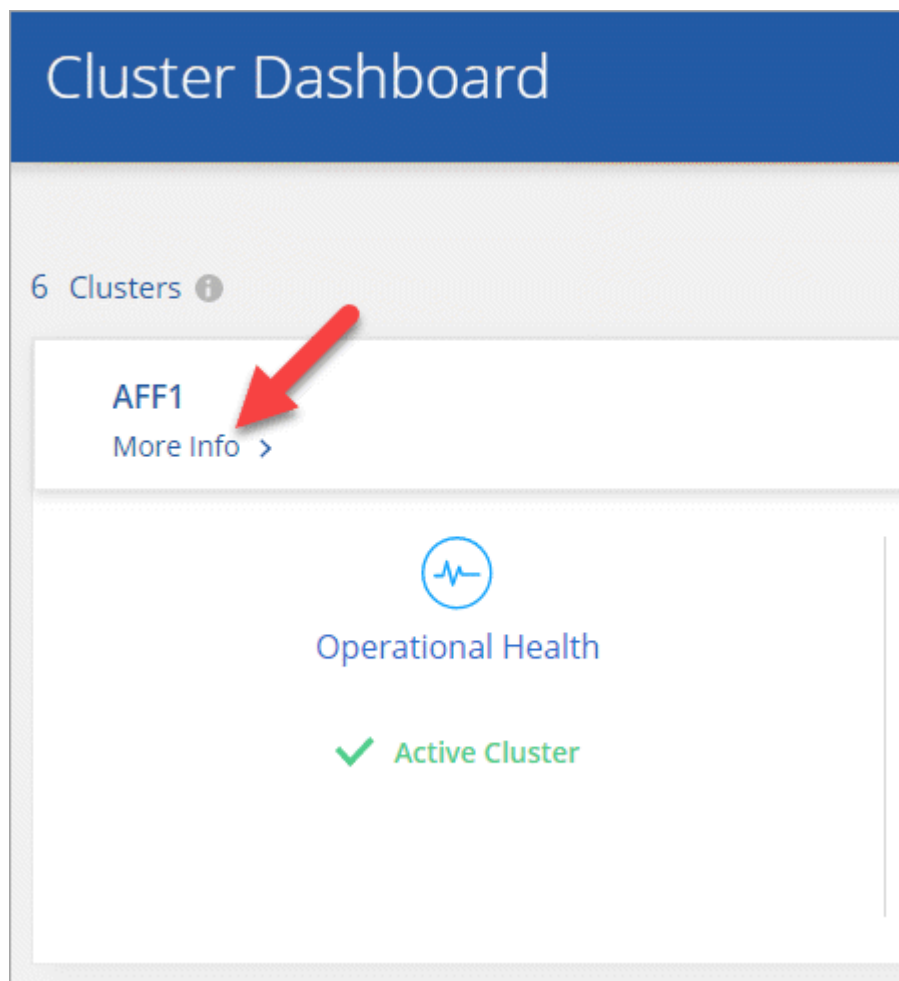 Cluster Dashboard
6 Clusters
AFF1
More Info >
Operational Health
Active Cluster